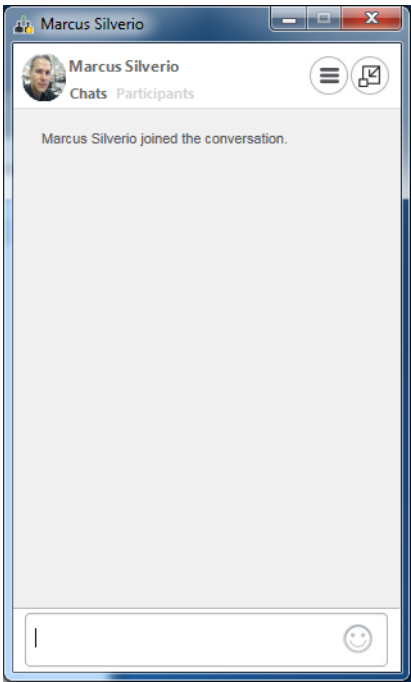 Marcus Silverio
Marcus Silverio
Chats Participants
Marcus Silverio joined the conversation.